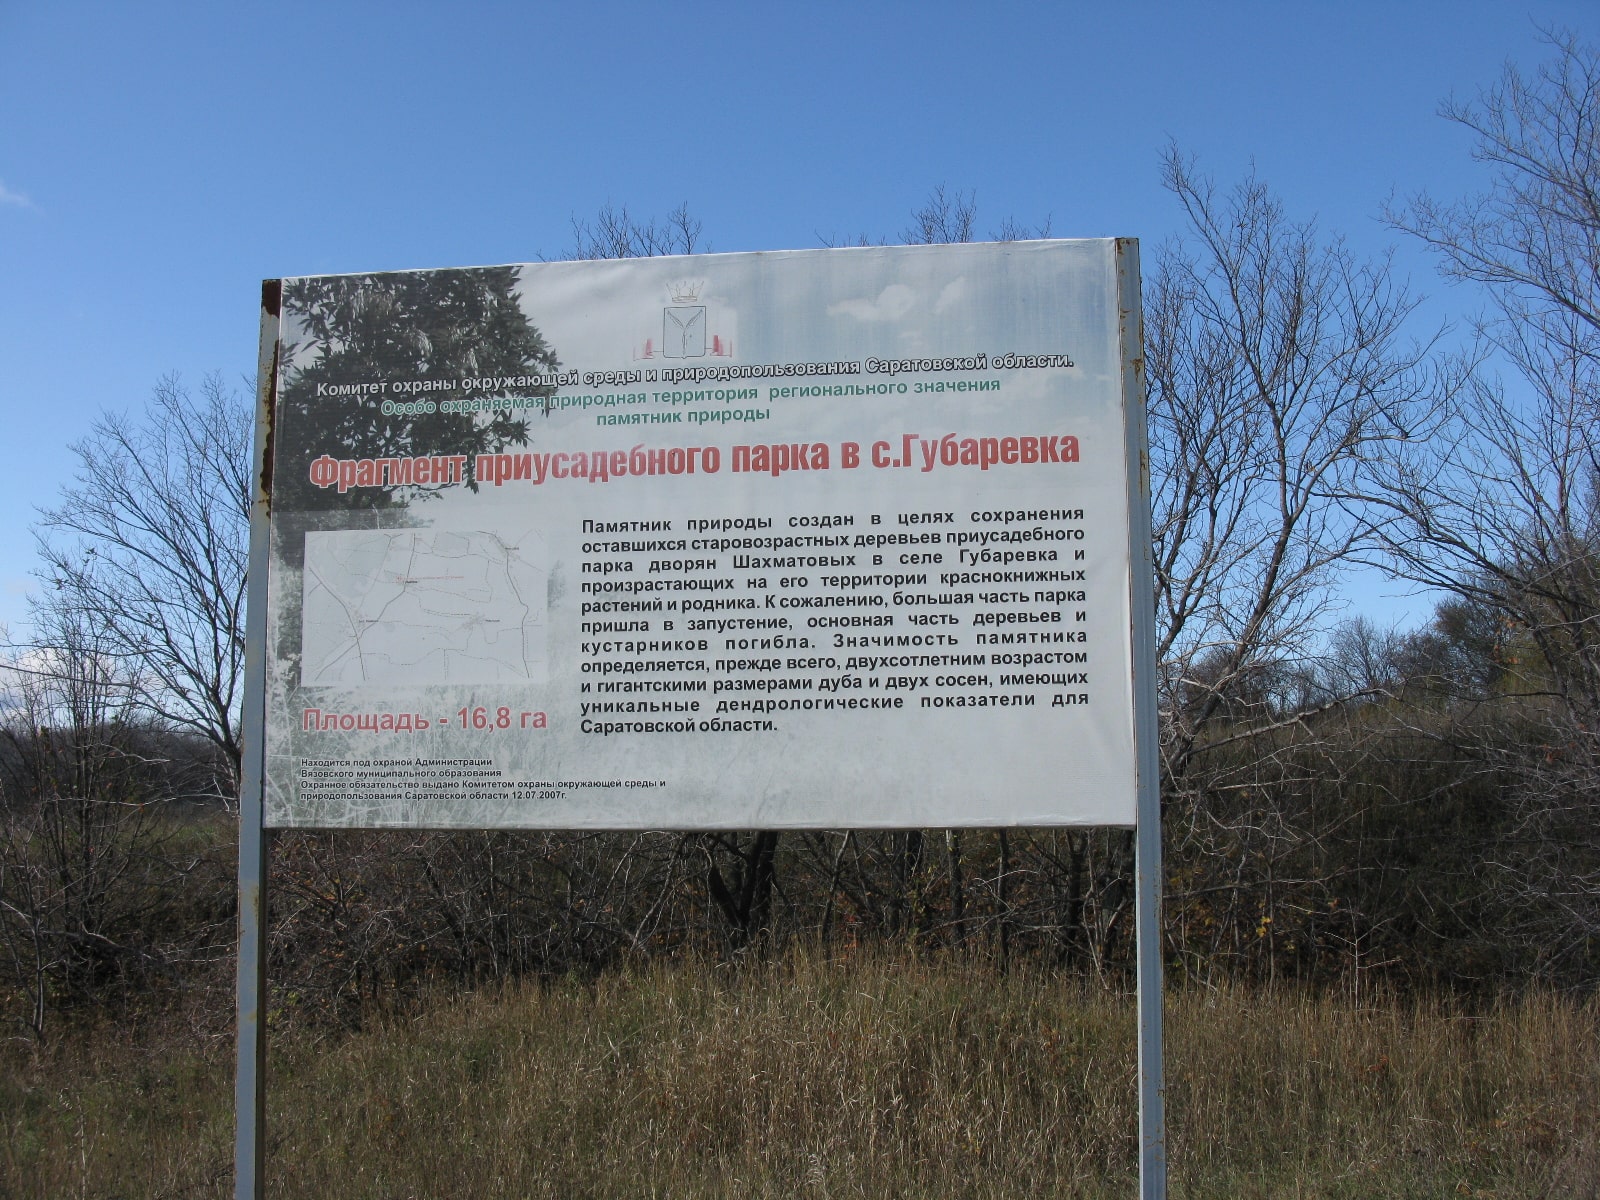 Комитет охраны окружающей среды и природопользования Саратовской области.
Особо охраняемая природная территория регионального значения
памятник природы
Фрагмент приусадебного парка в с.Губаревка
Памятник природы создан в целях сохранения
оставшихся старовозрастных деревьев приусадебного
парка дворян Шахматовых в селе Губаревка и
произрастающих на его территории краснокнижных
растений и родника. К сожалению, большая часть парка
пришла в запустение, основная часть деревьев и
кустарников погибла. Значимость памятника
определяется, прежде всего, двухсотлетним возрастом
и гигантскими размерами дуба и двух сосен, имеющих
уникальные дендрологические показатели для
Саратовской области.
Площадь - 16,8 га
Находится под охраной Администрации
Вязовского муниципального образования
Охранное обязательство выдано Комитетом охраны окружающей среды и
природопользования Саратовской области 12.07.2007г.